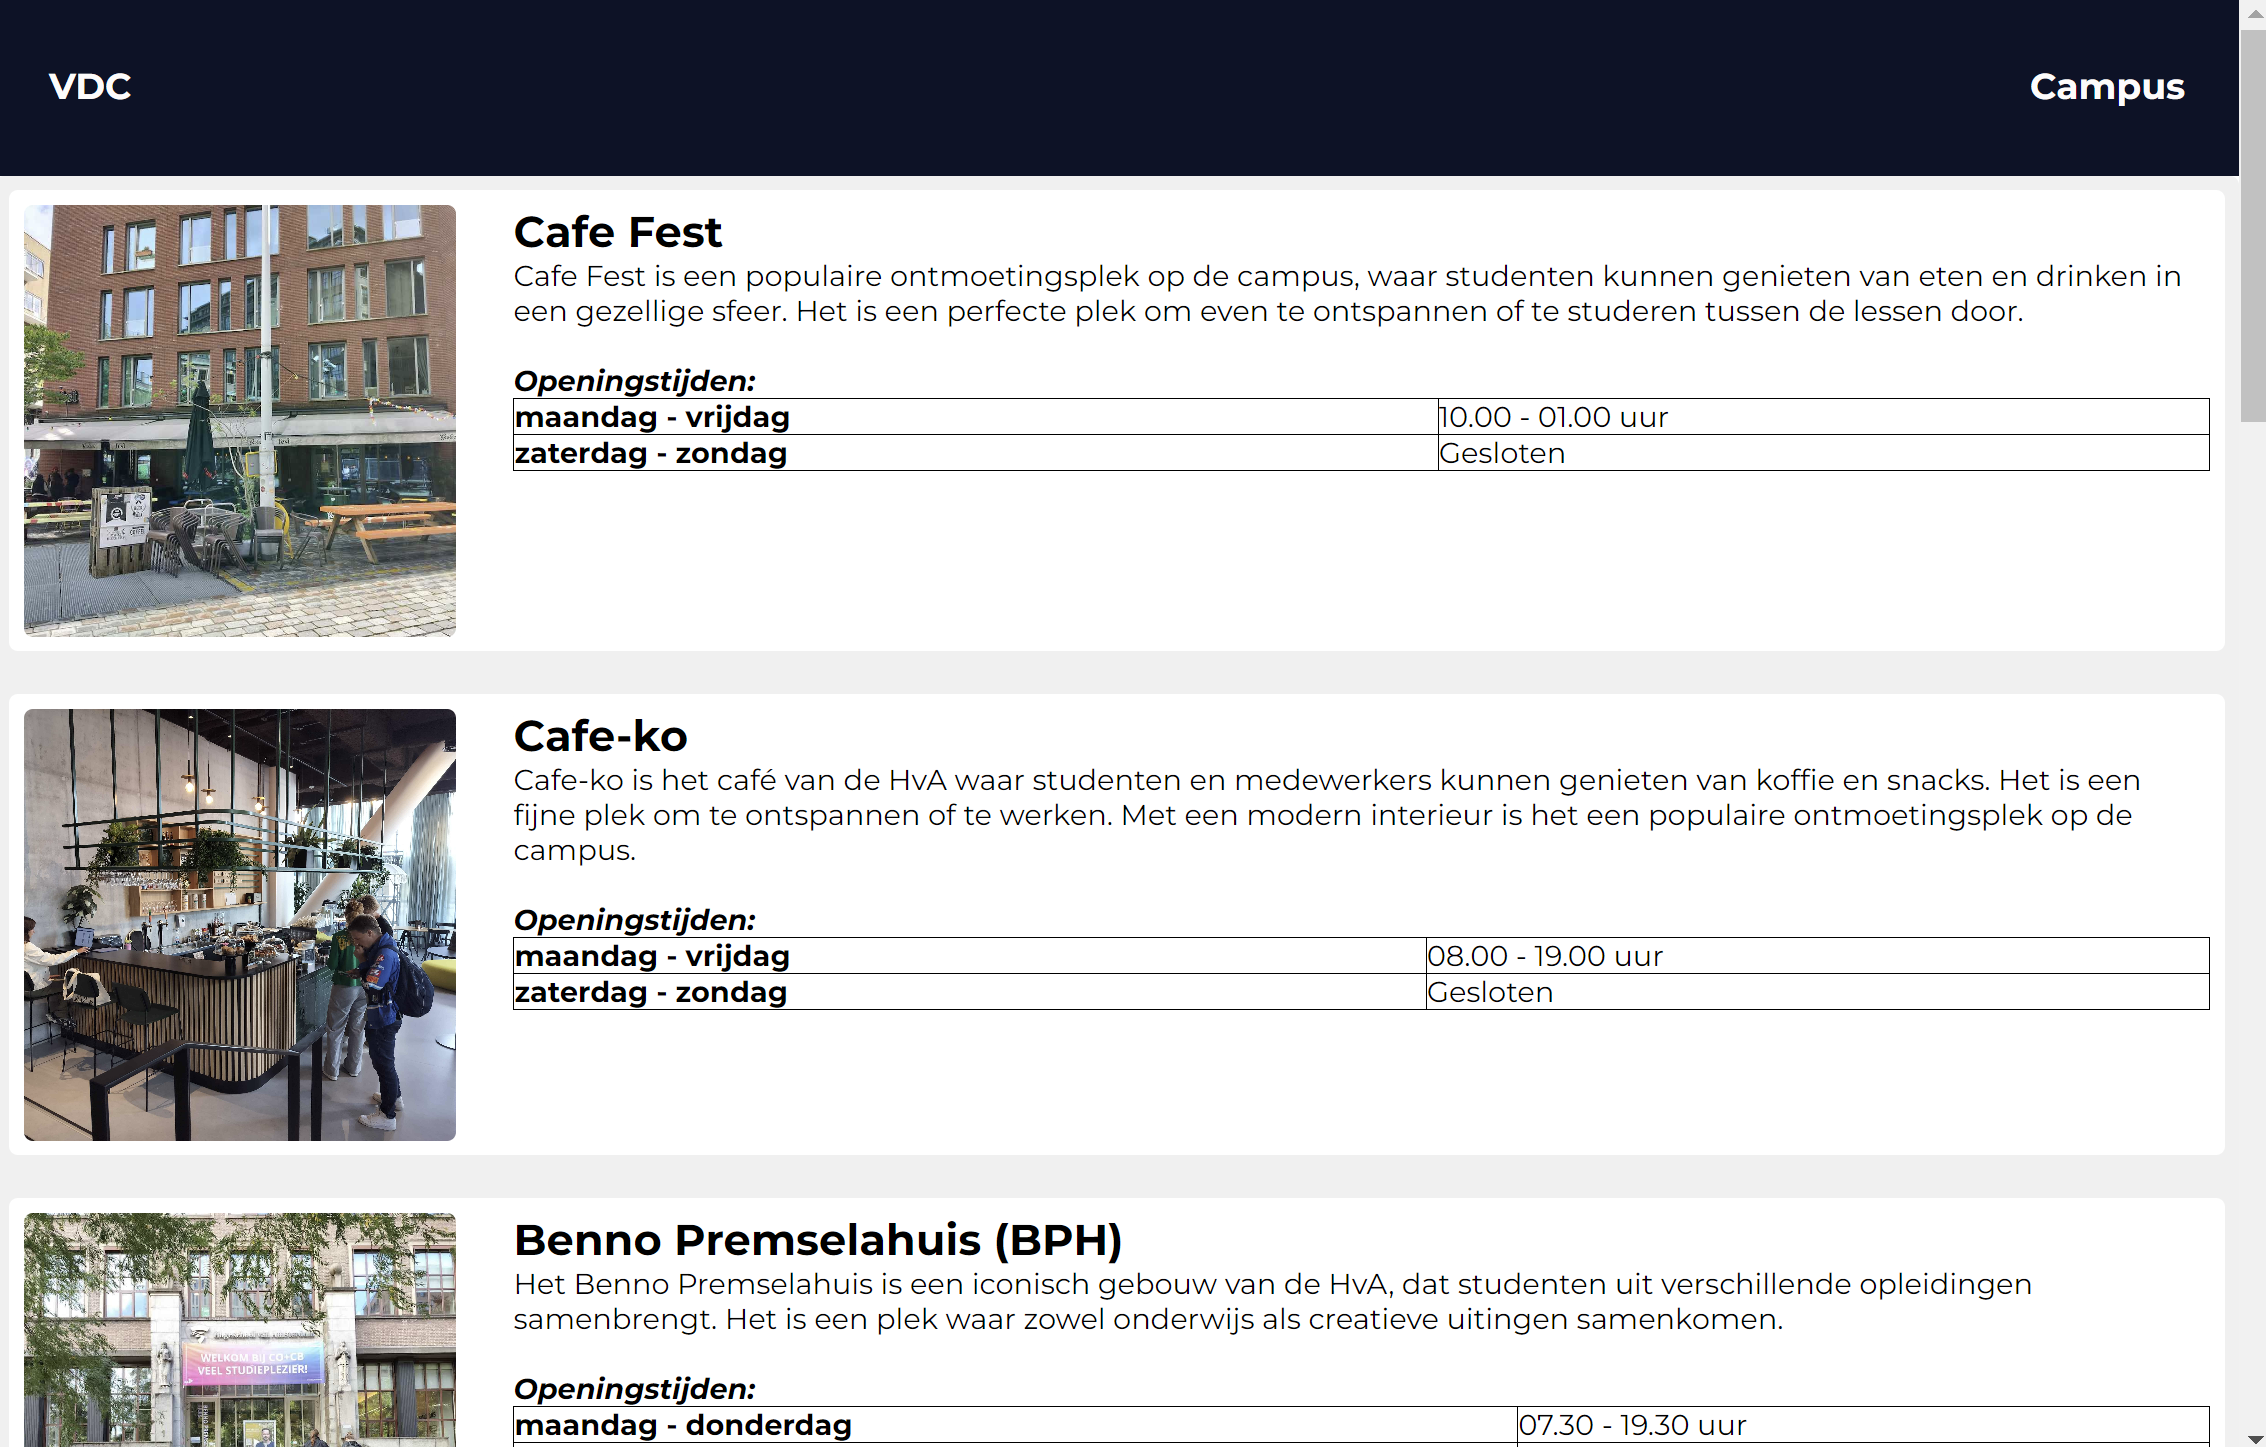 VDC
Campus
Cafe Fest
Cafe Fest is een populaire ontmoetingsplek op de campus, waar studenten kunnen genieten van eten en drinken in
een gezellige sfeer. Het is een perfecte plek om even te ontspannen of te studeren tussen de lessen door.
Openingstijden:
maandag - vrijdag 10.00 - 01.00 uur
zaterdag - zondag Gesloten
Cafe-ko
Cafe-ko is het café van de HvA waar studenten en medewerkers kunnen genieten van koffie en snacks. Het is een
fijne plek om te ontspannen of te werken. Met een modern interieur is het een populaire ontmoetingsplek op de
campus.
Openingstijden:
maandag - vrijdag 08.00 - 19.00 uur
zaterdag - zondag Gesloten
Benno Premselahuis (BPH)
Het Benno Premselahuis is een iconisch gebouw van de HvA, dat studenten uit verschillende opleidingen
samenbrengt. Het is een plek waar zowel onderwijs als creatieve uitingen samenkomen.
WELKOM BIJ CO+CB
VEEL STUDIEPLEZIER!
Openingstijden:
maandag - donderdag 07.30 - 19.30 uur